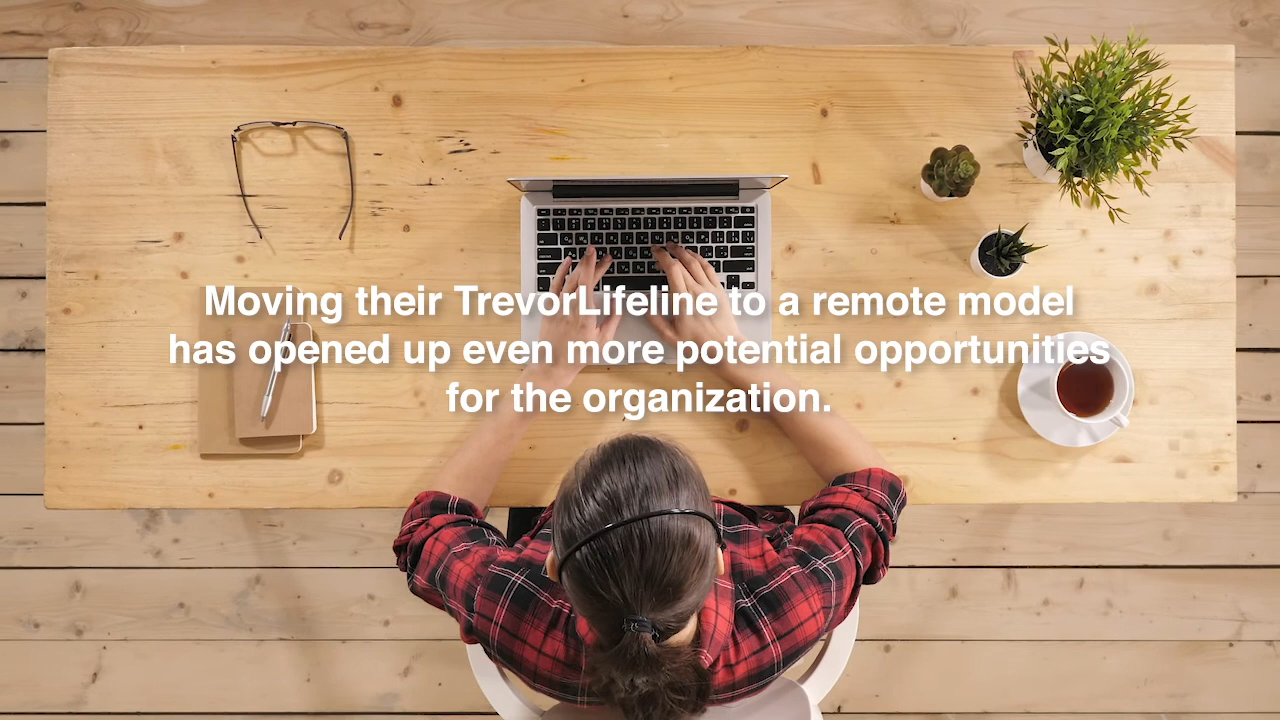 Moving their TrevorLifeline to a remote model
has opened up even more potential opportunities
for the organization.